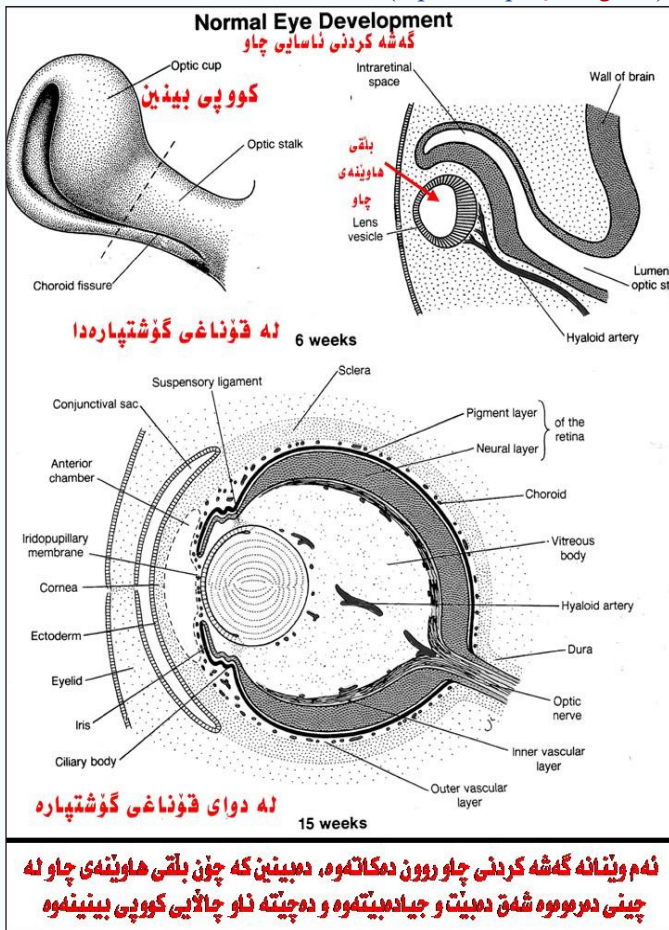 Normal Eye Development
گەشە کردنی ئاسایی چاو
Optic cup
کووپی بینین
Optic stalk
Choroid fissure
Intraretinal
space
Wall of brain
بڵقی
هاوێنەی
چاو
Lens
vesicle
Lumen
optic st
Hyaloid artery
لە قۆناغی گۆشتپارەدا
6 weeks
Suspensory ligament
Sclera
Conjunctival sac
Pigment layer
of the
retina
Neural layer
Anterior
chamber
Choroid
Iridopupillary
membrane
Vitreous
body
Cornea
Hyaloid artery
Ectoderm
Dura
Eyelid
Optic
nerve
Iris
Inner vascular
layer
Ciliary body
Outer vascular
layer
لە دوای قۆناغی گۆشتپارە
15 weeks
ئەم وێنانە گەشە کردنی چاو روون دەکاتەوە، دەبینین کە چۆن بڵقی هاوێنەی چاو لە
چینی دەرەوەوە شەق دەبێت و جیادەبێتەوە و دەچێتە ناو چاڵایی کووپی بینینەوە